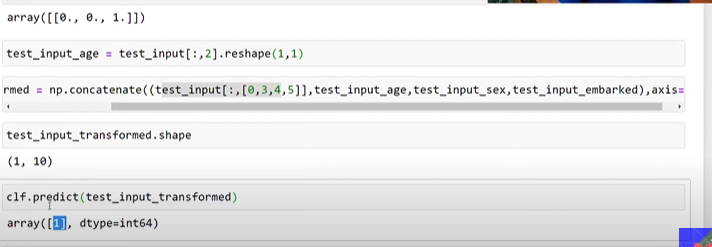 array([[0., 0., 1.]])
test_input_age = test_input[:,2].reshape(1,1)
rmed = np.concatenate((test_input[:,[0,3,4,5]],test_input_age,test_input_sex,test_input_embarked),axis=
test_input_transformed.shape
(1, 10)
clf.predict(test_input_transformed)
array([1], dtype=int64)